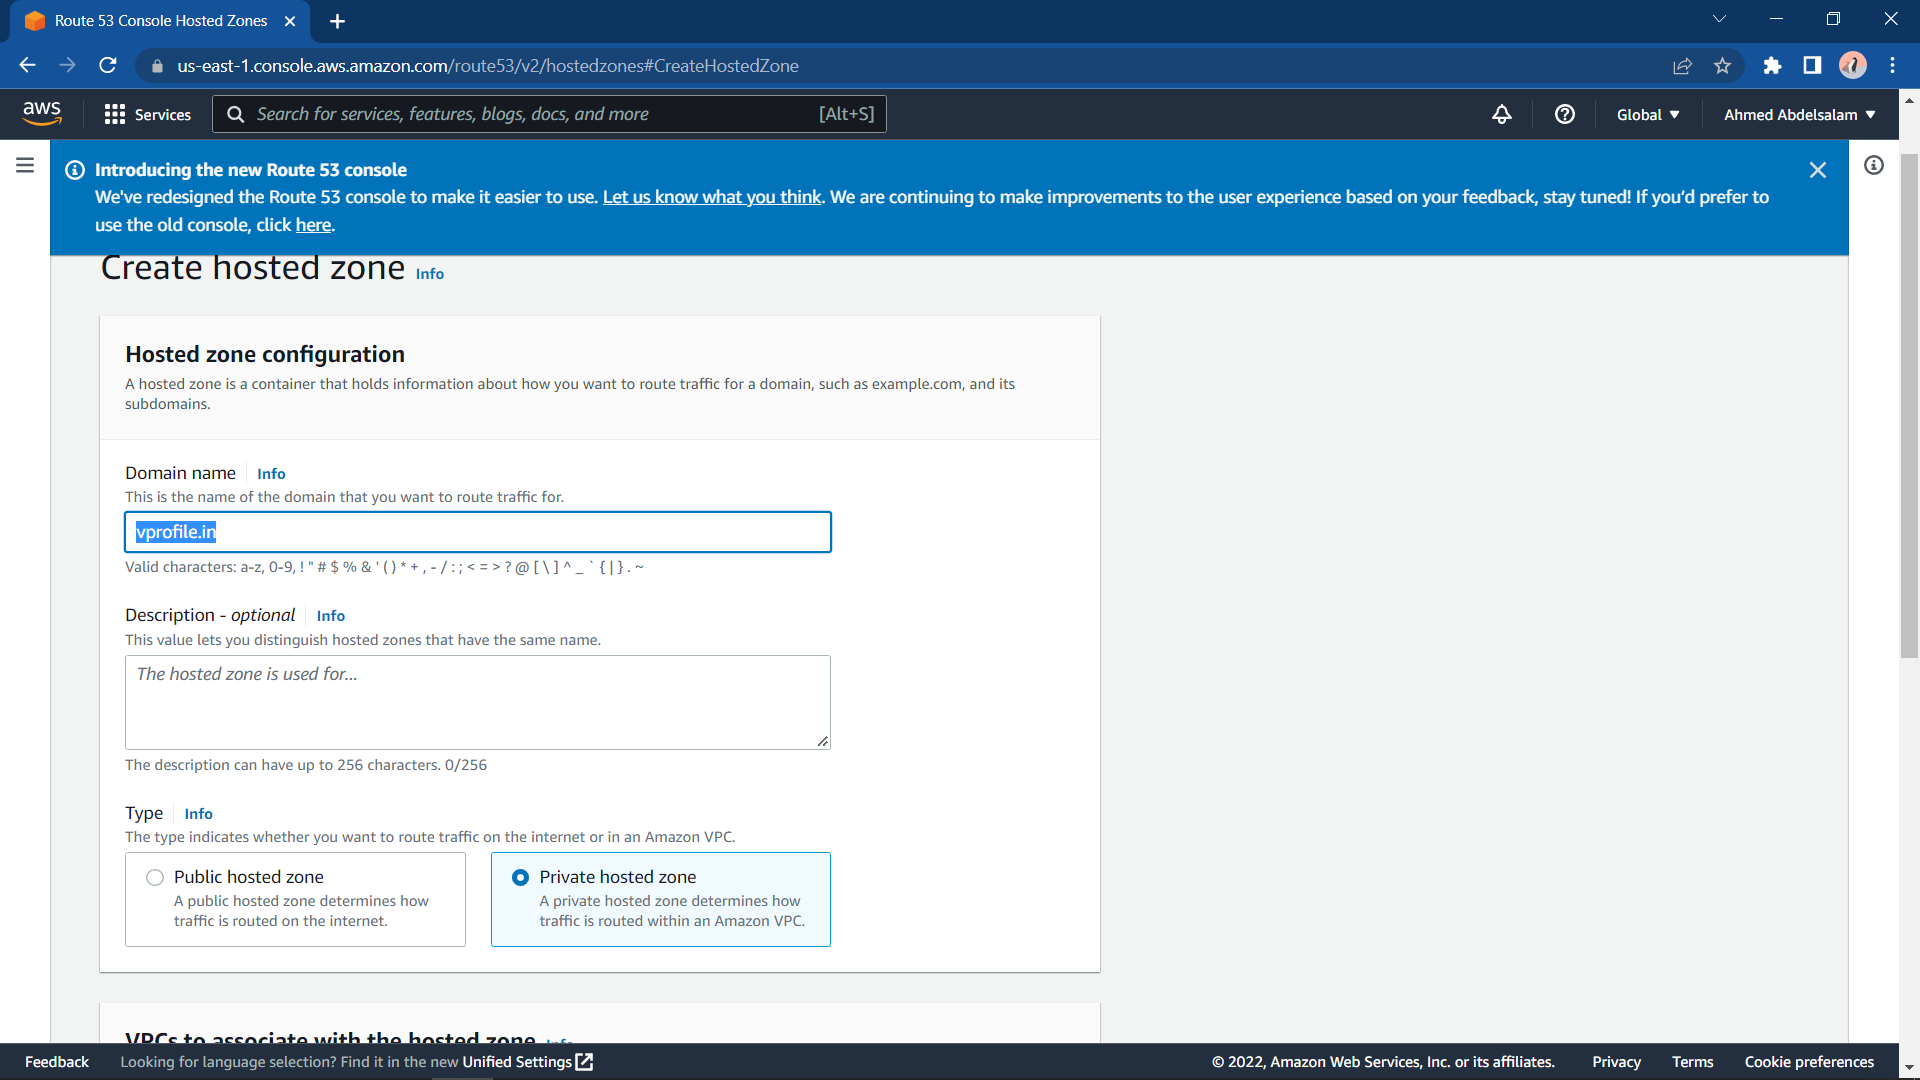 Route 53 Console Hosted Zones
us-east-1.console.aws.amazon.com/route53/v2/hostedzones#CreateHostedZone
aws
Services
Search for services, features, blogs, docs, and more [Alt+S]
Global
Ahmed Abdelsalam
Introducing the new Route 53 console
We've redesigned the Route 53 console to make it easier to use. Let us know what you think. We are continuing to make improvements to the user experience based on your feedback, stay tuned! If you'd prefer to
use the old console, click here.
Create hosted zone Info
Hosted zone configuration
A hosted zone is a container that holds information about how you want to route traffic for a domain, such as example.com, and its
subdomains.
Domain name Info
This is the name of the domain that you want to route traffic for.
vprofile.in
Valid characters: a-z, 0-9, ! " # $ % & ' ( ) * + , - / : ; < = > ? @ [ \ ] ^ _ ` { | } . ~
Description - optional Info
This value lets you distinguish hosted zones that have the same name.
The hosted zone is used for...
The description can have up to 256 characters. 0/256
Type Info
The type indicates whether you want to route traffic on the internet or in an Amazon VPC.
Public hosted zone
A public hosted zone determines how
traffic is routed on the internet.
Private hosted zone
A private hosted zone determines how
traffic is routed within an Amazon VPC.
VPCs to associate with the hosted zone Info
Feedback Looking for language selection? Find it in the new Unified Settings
© 2022, Amazon Web Services, Inc. or its affiliates. Privacy Terms Cookie preferences